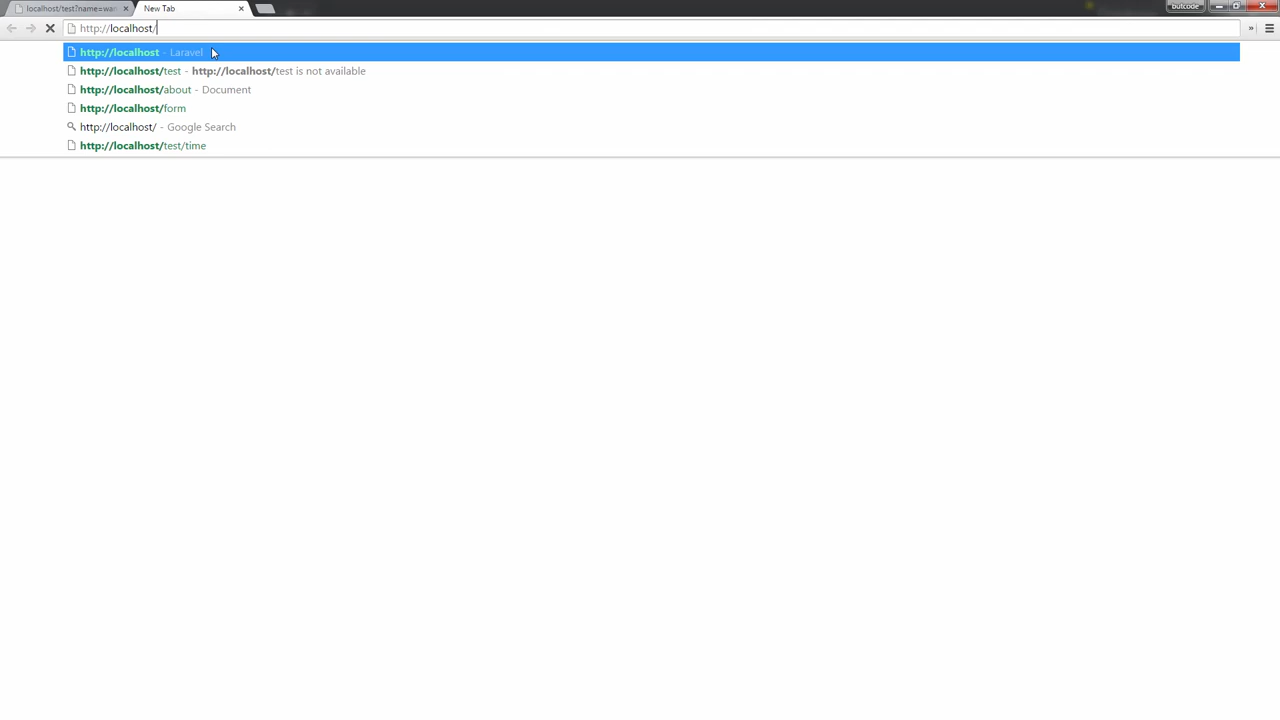 localhost/test?name=wan
New Tab
butcode
http://localhost/
http://localhost - Laravel
http://localhost/test - http://localhost/test is not available
http://localhost/about - Document
http://localhost/form
http://localhost/ - Google Search
http://localhost/test/time